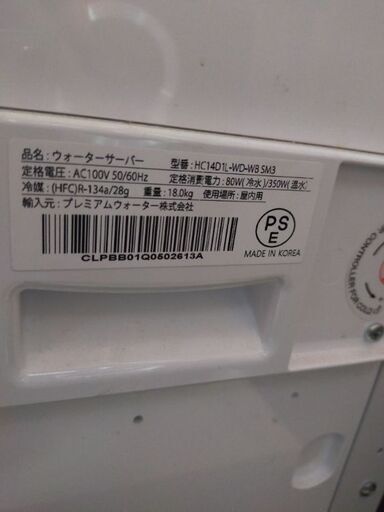 品名 : ウォーターサーバー 型番 : HC14D1L-WD-WB SM3
定格電圧 : AC100V 50/60Hz 定格消費電力 : 80W(冷水)/350W(温水)
冷媒 : (HFC)R-134a/28g 重量 : 18.0kg 使用場所 : 屋内用
輸入元 : プレミアムウォーター株式会社
PS
E
MADE IN KOREA
CLPBB01Q0502613A
CONTROLLER FOR COLD